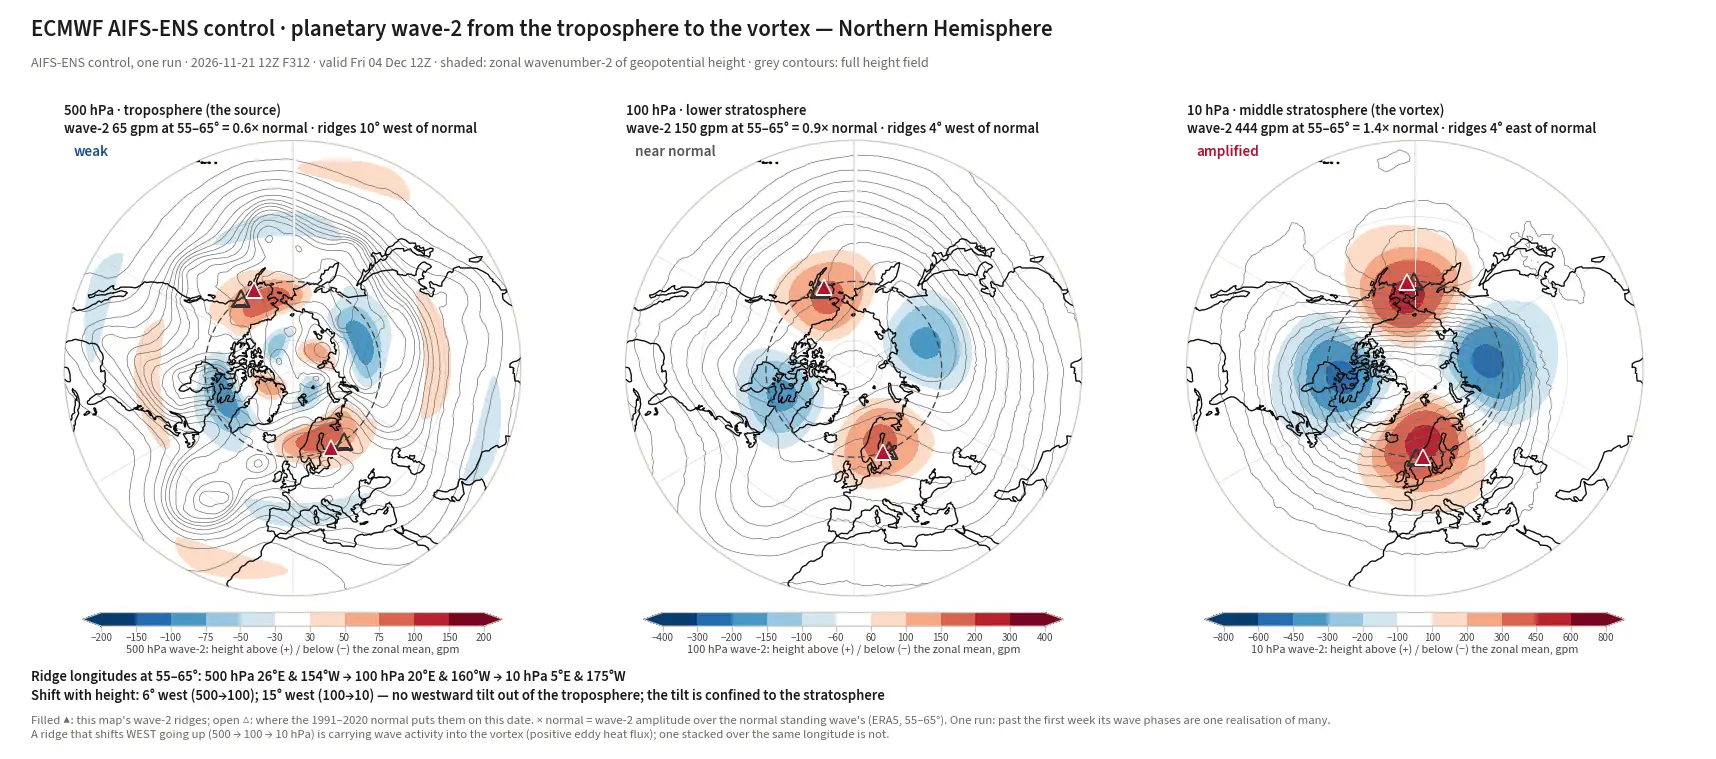 ECMWF AIFS-ENS control · planetary wave-2 from the troposphere to the vortex — Northern Hemisphere
AIFS-ENS control, one run · 2026-11-21 12Z F312 · valid Fri 04 Dec 12Z · shaded: zonal wavenumber-2 of geopotential height · grey contours: full height field
500 hPa · troposphere (the source)
wave-2 65 gpm at 55–65° = 0.6× normal · ridges 10° west of normal
weak
100 hPa · lower stratosphere
wave-2 150 gpm at 55–65° = 0.9× normal · ridges 4° west of normal
near normal
10 hPa · middle stratosphere (the vortex)
wave-2 444 gpm at 55–65° = 1.4× normal · ridges 4° east of normal
amplified
−200 −150 −100 −75 −50 −30 30 50 75 100 150 200
500 hPa wave-2: height above (+) / below (−) the zonal mean, gpm
−400 −300 −200 −150 −100 −60 60 100 150 200 300 400
100 hPa wave-2: height above (+) / below (−) the zonal mean, gpm
−800 −600 −450 −300 −200 −100 100 200 300 450 600 800
10 hPa wave-2: height above (+) / below (−) the zonal mean, gpm
Ridge longitudes at 55–65°: 500 hPa 26°E & 154°W → 100 hPa 20°E & 160°W → 10 hPa 5°E & 175°W
Shift with height: 6° west (500→100); 15° west (100→10) — no westward tilt out of the troposphere; the tilt is confined to the stratosphere
Filled ▲: this map's wave-2 ridges; open △: where the 1991–2020 normal puts them on this date. × normal = wave-2 amplitude over the normal standing wave's (ERA5, 55–65°). One run: past the first week its wave phases are one realisation of many.
A ridge that shifts WEST going up (500 → 100 → 10 hPa) is carrying wave activity into the vortex (positive eddy heat flux); one stacked over the same longitude is not.